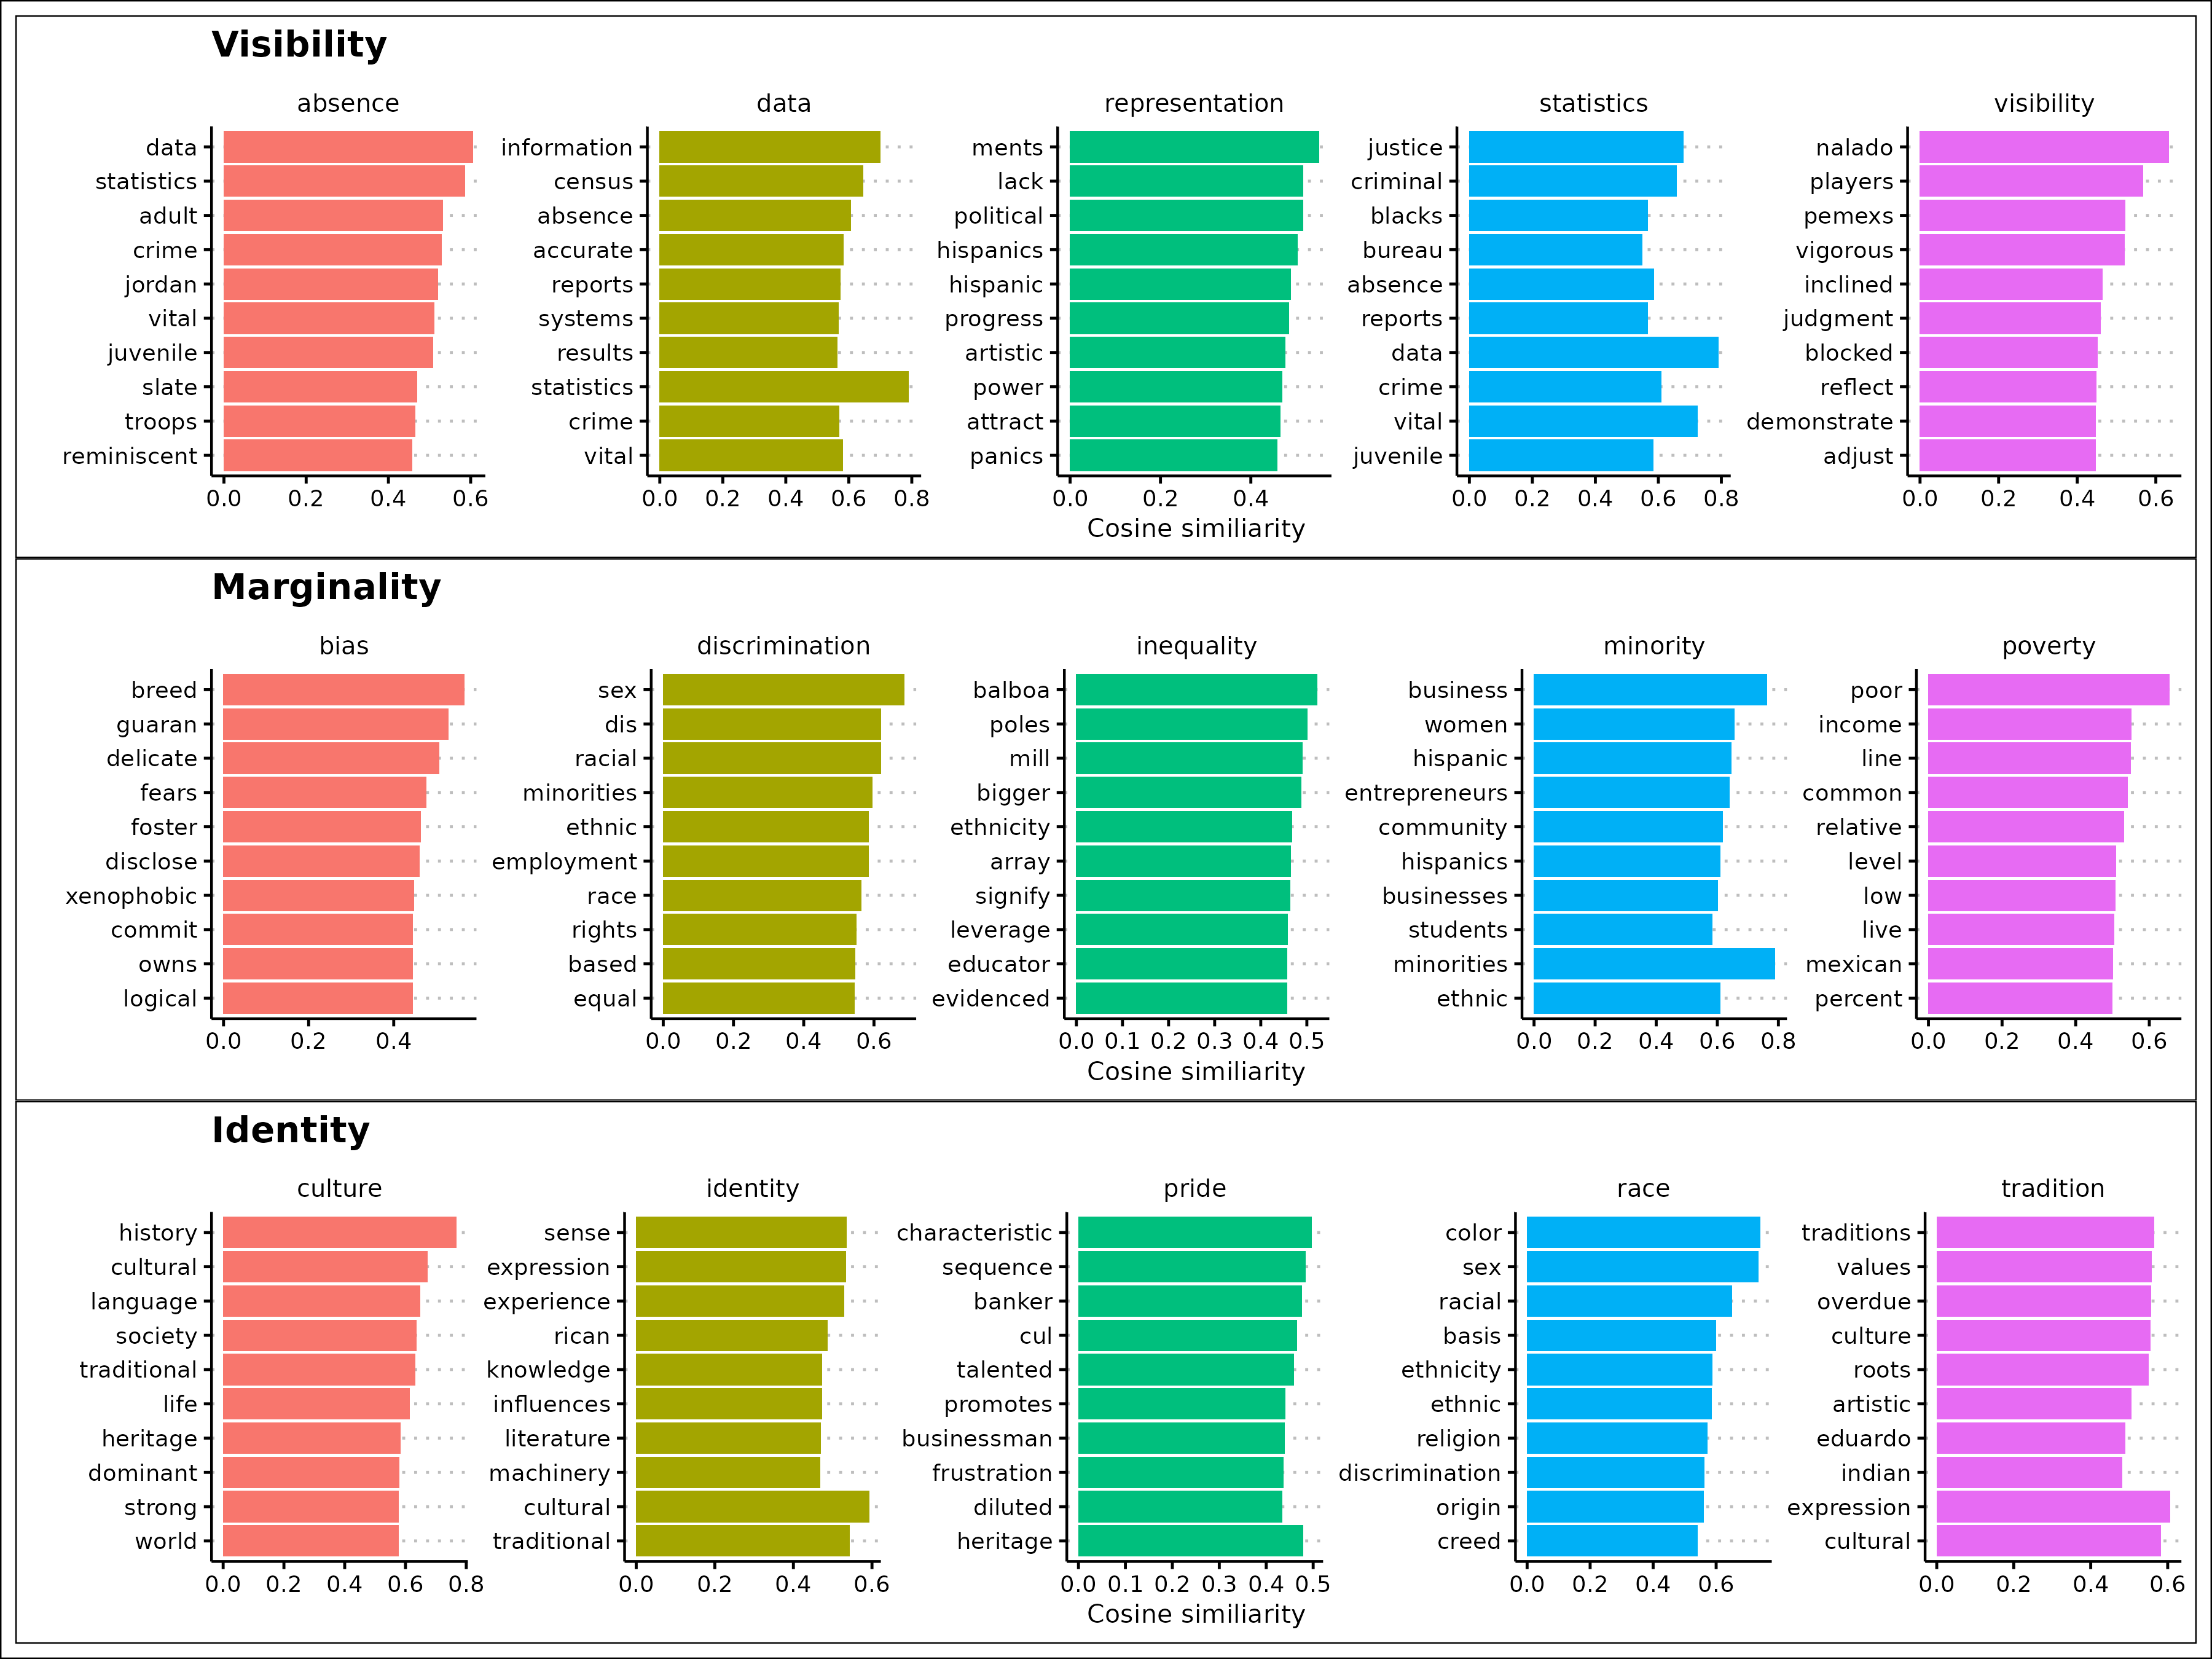 Visibility
absence
data
statistics
adult
crime
jordan
vital
juvenile
slate
troops
reminiscent
0.0 0.2 0.4 0.6
data
information
census
absence
accurate
reports
systems
results
statistics
crime
vital
0.0 0.2 0.4 0.6 0.8
representation
ments
lack
political
hispanics
hispanic
progress
artistic
power
attract
panics
0.0 0.2 0.4
statistics
justice
criminal
blacks
bureau
absence
reports
data
crime
vital
juvenile
0.0 0.2 0.4 0.6 0.8
visibility
nalado
players
pemexs
vigorous
inclined
judgment
blocked
reflect
demonstrate
adjust
0.0 0.2 0.4 0.6
Cosine similiarity
Marginality
bias
breed
guaran
delicate
fears
foster
disclose
xenophobic
commit
owns
logical
0.0 0.2 0.4
discrimination
sex
dis
racial
minorities
ethnic
employment
race
rights
based
equal
0.0 0.2 0.4 0.6
inequality
balboa
poles
mill
bigger
ethnicity
array
signify
leverage
educator
evidenced
0.0 0.1 0.2 0.3 0.4 0.5
minority
business
women
hispanic
entrepreneurs
community
hispanics
businesses
students
minorities
ethnic
0.0 0.2 0.4 0.6 0.8
poverty
poor
income
line
common
relative
level
low
live
mexican
percent
0.0 0.2 0.4 0.6
Cosine similiarity
Identity
culture
history
cultural
language
society
traditional
life
heritage
dominant
strong
world
0.0 0.2 0.4 0.6 0.8
identity
sense
expression
experience
rican
knowledge
influences
literature
machinery
cultural
traditional
0.0 0.2 0.4 0.6
pride
characteristic
sequence
banker
cul
talented
promotes
businessman
frustration
diluted
heritage
0.0 0.1 0.2 0.3 0.4 0.5
race
color
sex
racial
basis
ethnicity
ethnic
religion
discrimination
origin
creed
0.0 0.2 0.4 0.6
tradition
traditions
values
overdue
culture
roots
artistic
eduardo
indian
expression
cultural
0.0 0.2 0.4 0.6
Cosine similiarity